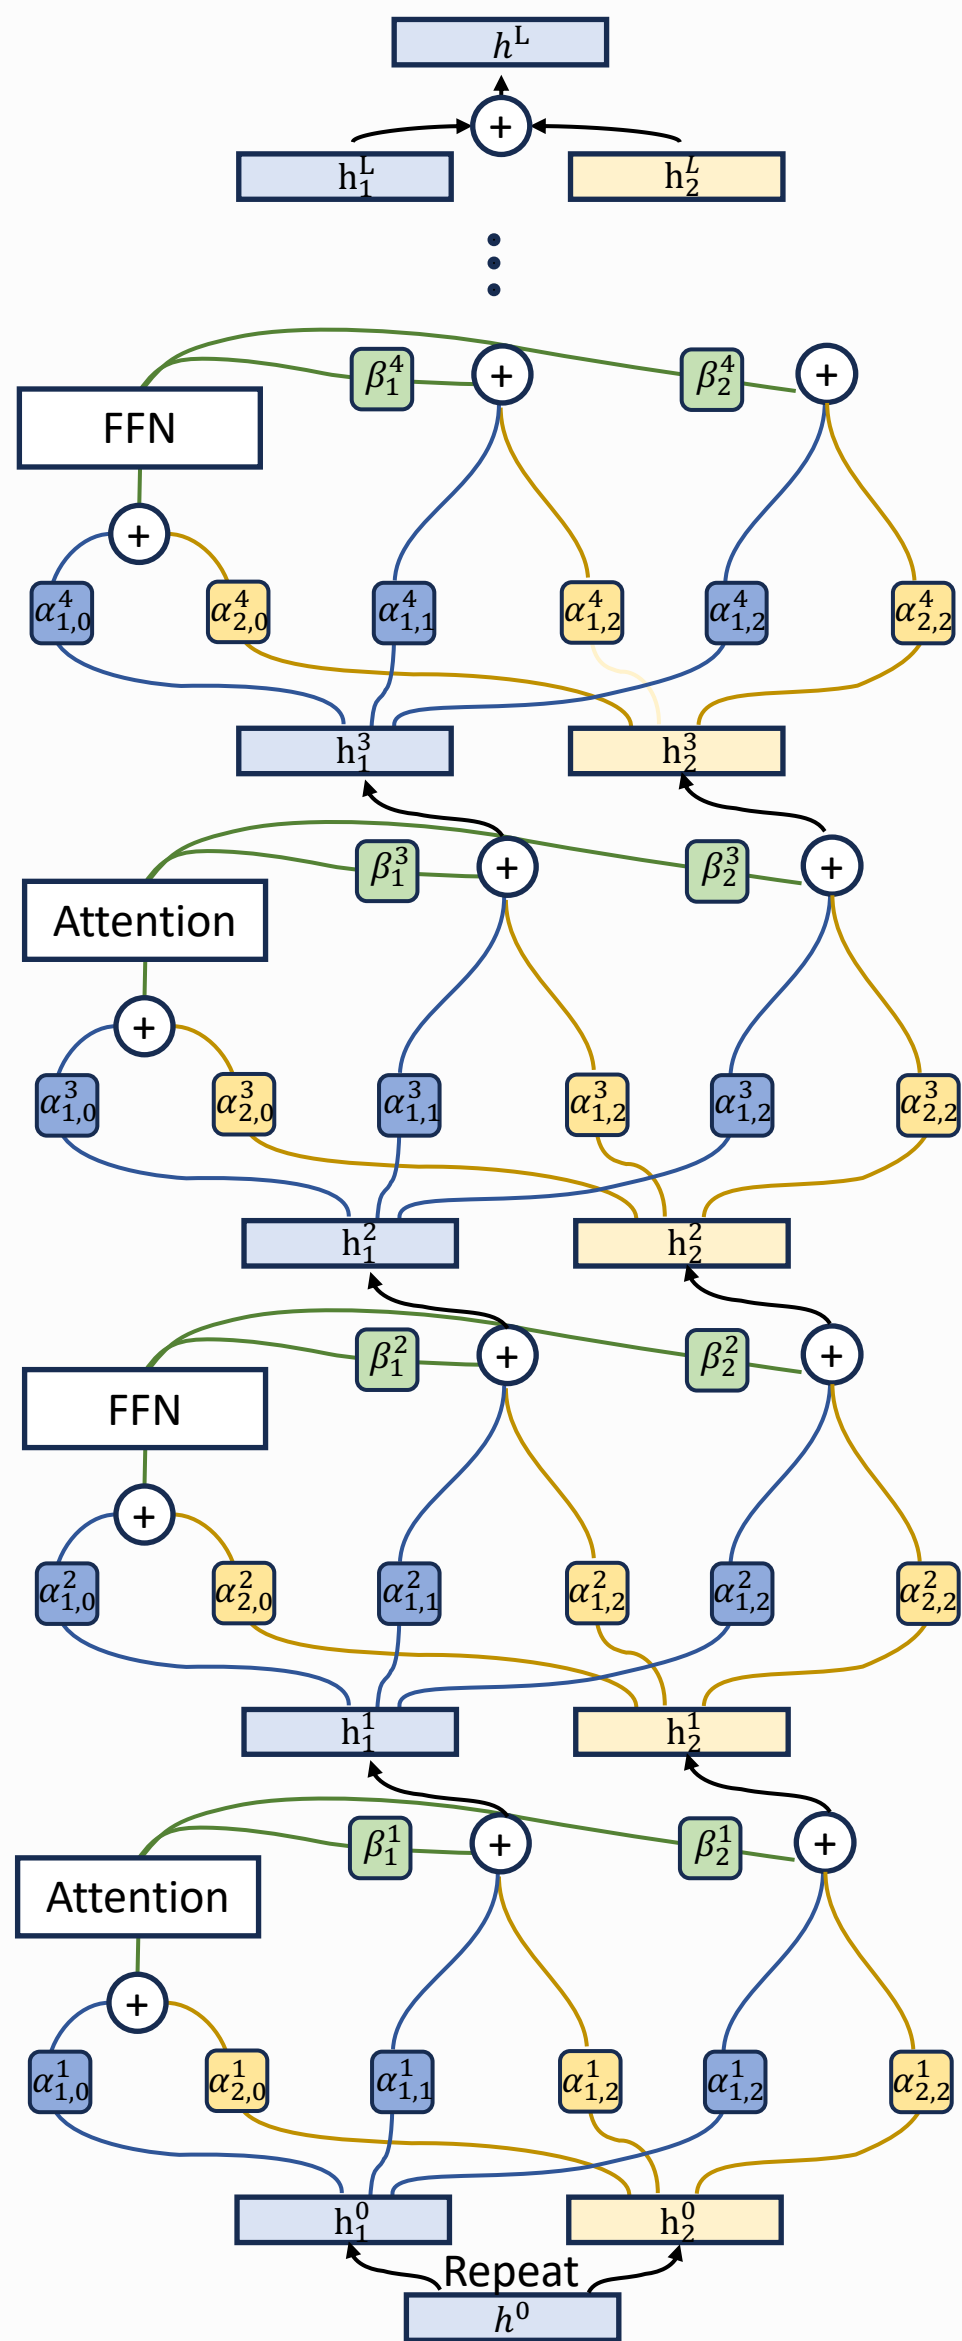 h^L
+
h_1^L h_2^L
β_1^4 + β_2^4 +
FFN
+
α_{1,0}^4 α_{2,0}^4 α_{1,1}^4 α_{1,2}^4 α_{1,2}^4 α_{2,2}^4
h_1^3 h_2^3
β_1^3 + β_2^3 +
Attention
+
α_{1,0}^3 α_{2,0}^3 α_{1,1}^3 α_{1,2}^3 α_{1,2}^3 α_{2,2}^3
h_1^2 h_2^2
β_1^2 + β_2^2 +
FFN
+
α_{1,0}^2 α_{2,0}^2 α_{1,1}^2 α_{1,2}^2 α_{1,2}^2 α_{2,2}^2
h_1^1 h_2^1
β_1^1 + β_2^1 +
Attention
+
α_{1,0}^1 α_{2,0}^1 α_{1,1}^1 α_{1,2}^1 α_{1,2}^1 α_{2,2}^1
h_1^0 h_2^0
Repeat
h^0